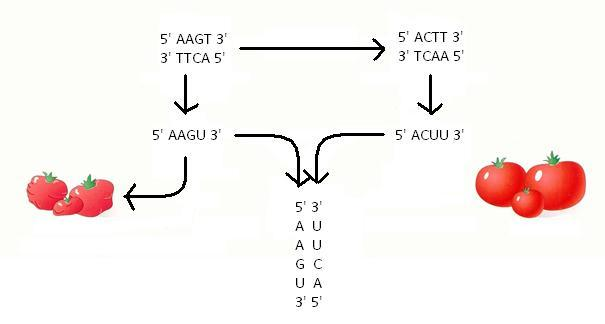 5' AAGT 3'
3' TTCA 5'
5' ACTT 3'
3' TCAA 5'
5' AAGU 3'
5' ACUU 3'
5' 3'
A U
A U
G C
U A
3' 5'